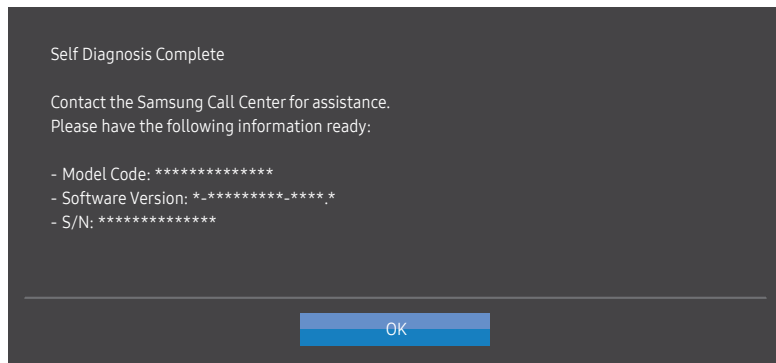 Self Diagnosis Complete
Contact the Samsung Call Center for assistance.
Please have the following information ready:
- Model Code: **************
- Software Version: *-*********-****.*
- S/N: **************
OK